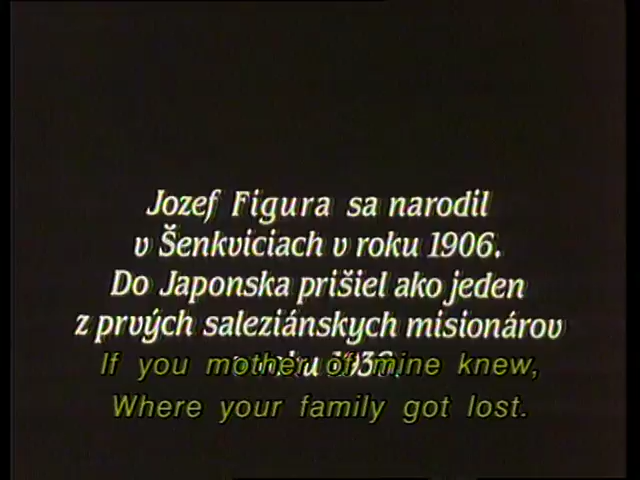 Jozef Figura sa narodil
v Šenkviciach v roku 1906.
Do Japonska prišiel ako jeden
z prvých saleziánskych misionárov
If you mother of mine knew,
Where your family got lost.